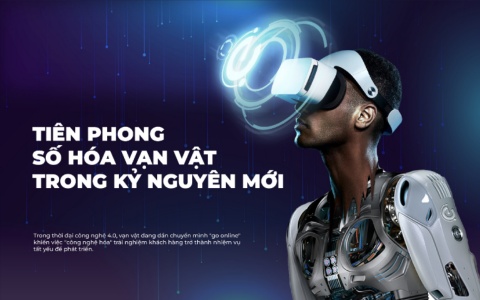 TIÊN PHONG
SỐ HÓA VẠN VẬT
TRONG KỶ NGUYÊN MỚI
Trong thời đại công nghệ 4.0, vạn vật đang dần chuyển mình "go online"
khiến việc "công nghệ hóa" trải nghiệm khách hàng trở thành nhiệm vụ
tất yếu để phát triển.